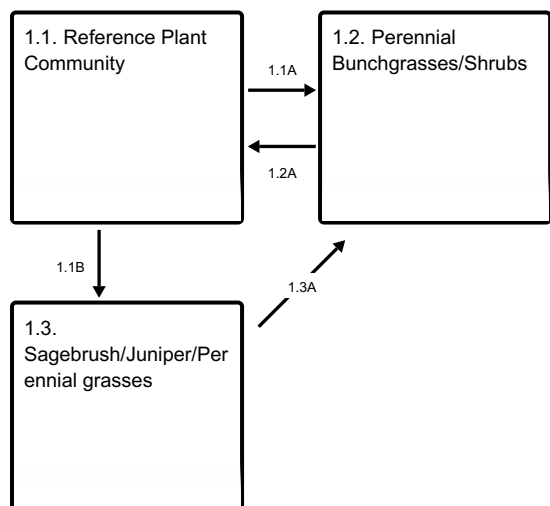 1.1. Reference Plant
Community
1.1A
1.2. Perennial
Bunchgrasses/Shrubs
1.2A
1.1B
1.3A
1.3.
Sagebrush/Juniper/Per
ennial grasses